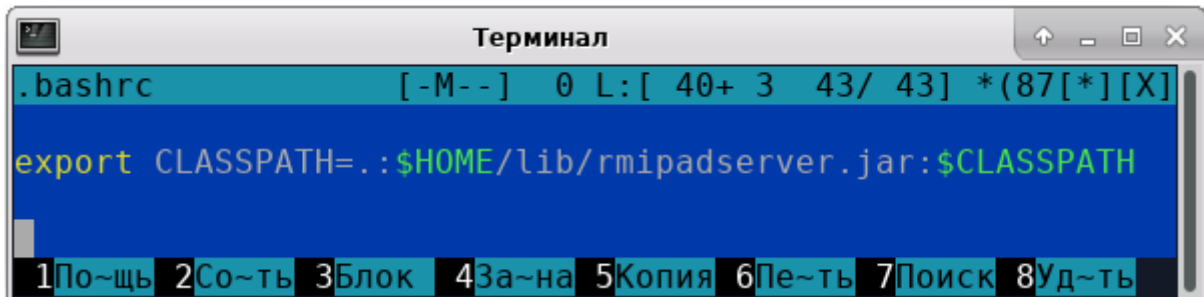 Терминал
.bashrc [-M--] 0 L:[ 40+ 3 43/ 43] *(87[*][X]
export CLASSPATH=.:$HOME/lib/rmipadserver.jar:$CLASSPATH
1По~щь 2Со~ть 3Блок 4За~на 5Копия 6Пе~ть 7Поиск 8Уд~ть